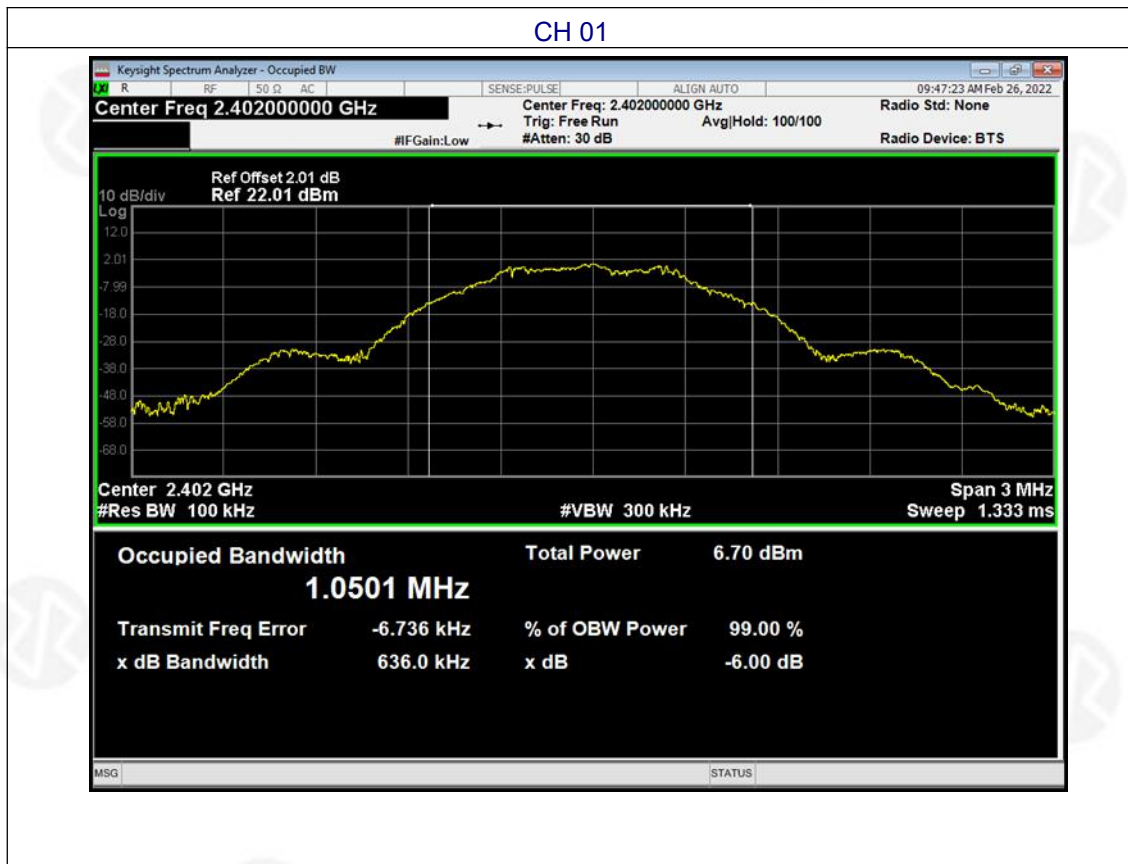 CH 01
Keysight Spectrum Analyzer - Occupied BW
LXI R RF 50 Ω AC SENSE:PULSE ALIGN AUTO 09:47:23 AM Feb 26, 2022
Center Freq 2.402000000 GHz Center Freq: 2.402000000 GHz Radio Std: None
Trig: Free Run Avg|Hold: 100/100
#IFGain:Low #Atten: 30 dB Radio Device: BTS
Ref Offset 2.01 dB
10 dB/div Ref 22.01 dBm
Log
12.0
2.01
-7.99
-18.0
-28.0
-38.0
-48.0
-58.0
-68.0
Center 2.402 GHz Span 3 MHz
#Res BW 100 kHz #VBW 300 kHz Sweep 1.333 ms
Occupied Bandwidth Total Power 6.70 dBm
1.0501 MHz
Transmit Freq Error -6.736 kHz % of OBW Power 99.00 %
x dB Bandwidth 636.0 kHz x dB -6.00 dB
MSG STATUS